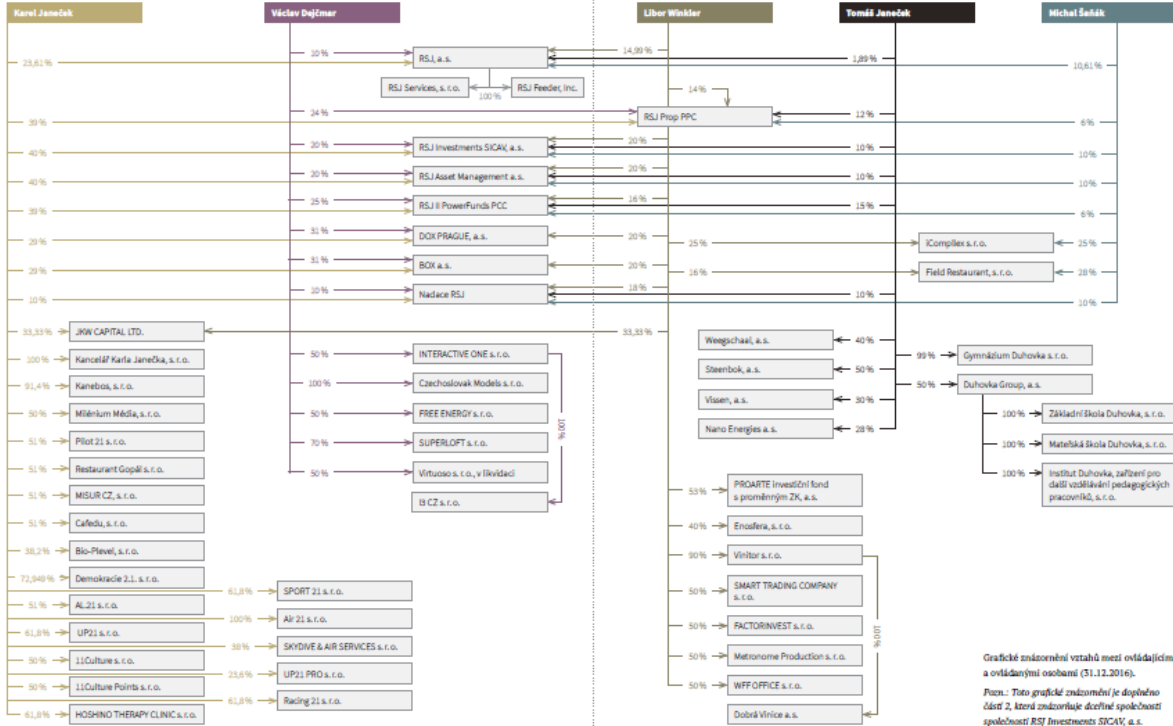 Karel Janeček
Václav Dejčmar
Libor Winkler
Tomáš Janeček
Michal Šaňák
10 %
14,99%
RSJ, a.s.
1,89%
23,61%
10,61%
RSJ Services, s.r.o.
100 %
RSJ Feeder, Inc.
14 %
24 %
RSJ Prop PPC
12 %
39 %
6 %
20 %
RSJ Investments SICAV, a.s.
20 %
10 %
40 %
10 %
20 %
RSJ Asset Management a.s.
20 %
10 %
40 %
10 %
25 %
RSJ II PowerFunds PCC
16 %
15 %
39 %
6 %
31 %
DOX PRAGUE, a.s.
20 %
29 %
25 %
iCompilex s.r.o.
25 %
31 %
BOX a.s.
20 %
29 %
16 %
Field Restaurant, s.r.o.
28 %
10 %
Nadace RSJ
18 %
10 %
10 %
10 %
33,33%
JKW CAPITAL LTD.
33,33%
Weegschaal, a.s.
40 %
100 %
Kancelář Karla Janečka, s.r.o.
50 %
INTERACTIVE ONE s.r.o.
99 %
Gymnázium Duhovka s.r.o.
Steenbok, a.s.
50 %
91,4%
Kanebos, s.r.o.
100 %
Czechoslovak Models s.r.o.
50 %
Duhovka Group, a.s.
Vissen, a.s.
30 %
50 %
Milénium Média, s.r.o.
50 %
FREE ENERGY s.r.o.
100 %
100 %
Základní škola Duhovka, s.r.o.
Nano Energies a.s.
28 %
51 %
Pilot 21 s.r.o.
70 %
SUPERLOFT s.r.o.
100 %
Mateřská škola Duhovka, s.r.o.
51 %
Restaurant Gopál s.r.o.
50 %
Virtuoso s.r.o., v likvidaci
100 %
Institut Duhovka, zařízení pro
další vzdělávání pedagogických
pracovníků, s.r.o.
51 %
MISUR CZ, s.r.o.
I3 CZ s.r.o.
53 %
PROARTE investiční fond
s proměnným ZK, a.s.
51 %
Cafedu, s.r.o.
40 %
Enosfera, s.r.o.
38,2%
Bio-Plevel, s.r.o.
90 %
Vinitor s.r.o.
72,949%
Demokracie 2.1. s.r.o.
61,8%
SPORT 21 s.r.o.
50 %
SMART TRADING COMPANY
s.r.o.
51 %
AL.21 s.r.o.
100%
Air 21 s.r.o.
50 %
FACTORINVEST s.r.o.
100 %
61,8%
UP21 s.r.o.
38 %
SKYDIVE & AIR SERVICES s.r.o.
50 %
11Culture s.r.o.
50 %
Metronome Production s.r.o.
23,6%
UP21 PRO s.r.o.
50 %
11Culture Points s.r.o.
50 %
WFF OFFICE s.r.o.
61,8%
Racing 21 s.r.o.
61,8%
HOSHINO THERAPY CLINIC s.r.o.
Dobrá Vinice a.s.
Grafické znázornění vztahů mezi ovládajícím
a ovládanými osobami (31.12.2016).
Pozn.: Toto grafické znázornění je doplněno
částí 2, která znázorňuje dceřiné společnosti
společnosti RSJ Investments SICAV, a.s.